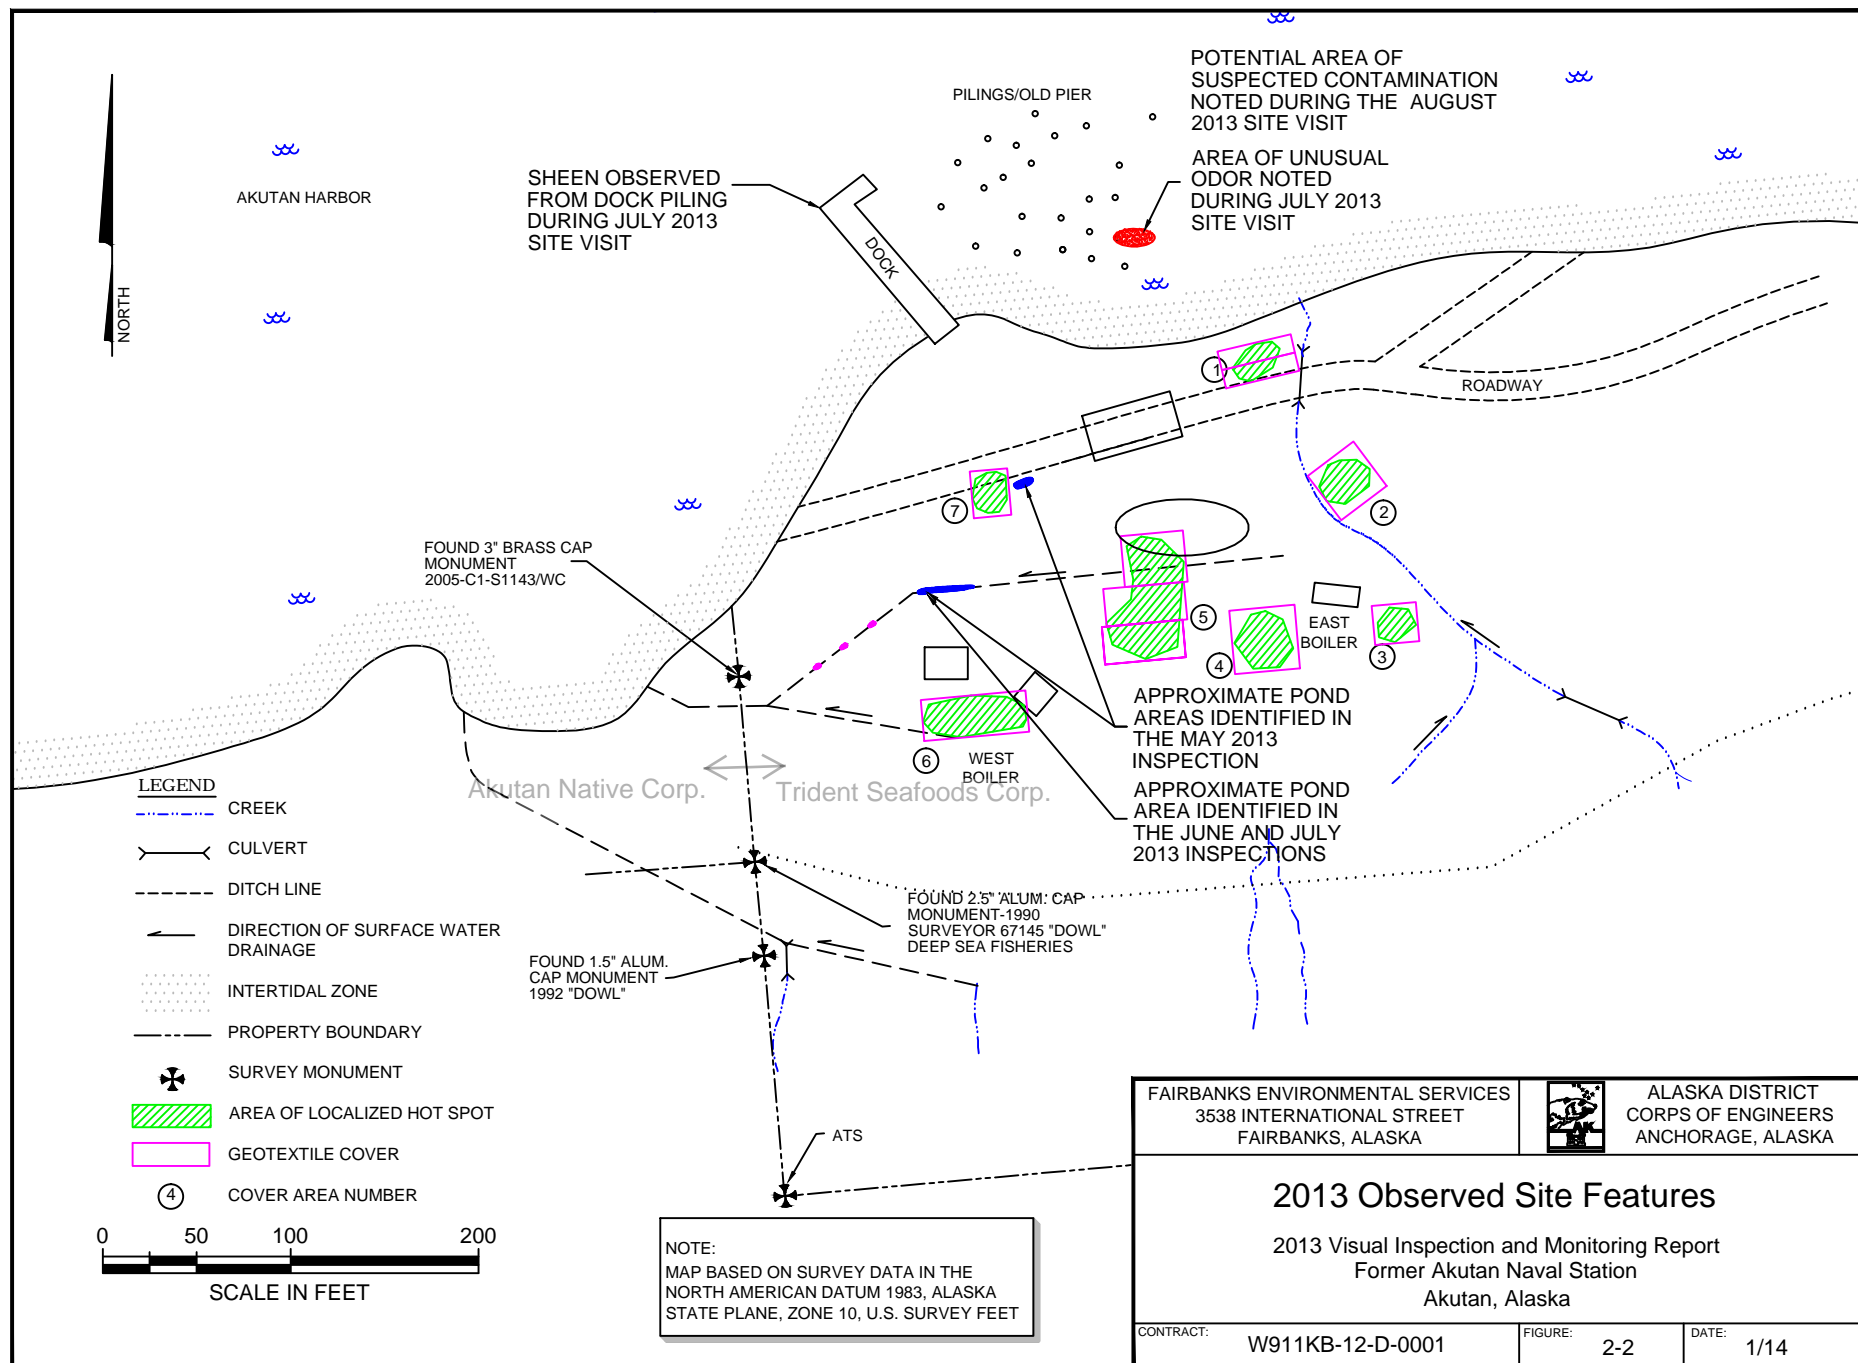 POTENTIAL AREA OF
SUSPECTED CONTAMINATION
NOTED DURING THE AUGUST
2013 SITE VISIT
PILINGS/OLD PIER
AREA OF UNUSUAL
ODOR NOTED
DURING JULY 2013
SITE VISIT
SHEEN OBSERVED
FROM DOCK PILING
DURING JULY 2013
SITE VISIT
AKUTAN HARBOR
DOCK
NORTH
1
ROADWAY
7
2
FOUND 3" BRASS CAP
MONUMENT
2005-C1-S1143/WC
5
EAST
BOILER
4
3
APPROXIMATE POND
AREAS IDENTIFIED IN
THE MAY 2013
INSPECTION
6
WEST
BOILER
Akutan Native Corp.
Trident Seafoods Corp.
APPROXIMATE POND
AREA IDENTIFIED IN
THE JUNE AND JULY
2013 INSPECTIONS
FOUND 2.5" ALUM. CAP
MONUMENT-1990
SURVEYOR 67145 "DOWL"
DEEP SEA FISHERIES
FOUND 1.5" ALUM.
CAP MONUMENT
1992 "DOWL"
ATS
LEGEND
CREEK
CULVERT
DITCH LINE
DIRECTION OF SURFACE WATER
DRAINAGE
INTERTIDAL ZONE
PROPERTY BOUNDARY
SURVEY MONUMENT
AREA OF LOCALIZED HOT SPOT
GEOTEXTILE COVER
4
COVER AREA NUMBER
0 50 100 200
SCALE IN FEET
NOTE:
MAP BASED ON SURVEY DATA IN THE
NORTH AMERICAN DATUM 1983, ALASKA
STATE PLANE, ZONE 10, U.S. SURVEY FEET
FAIRBANKS ENVIRONMENTAL SERVICES
3538 INTERNATIONAL STREET
FAIRBANKS, ALASKA
AK
ALASKA DISTRICT
CORPS OF ENGINEERS
ANCHORAGE, ALASKA
2013 Observed Site Features
2013 Visual Inspection and Monitoring Report
Former Akutan Naval Station
Akutan, Alaska
CONTRACT: W911KB-12-D-0001
FIGURE: 2-2
DATE: 1/14